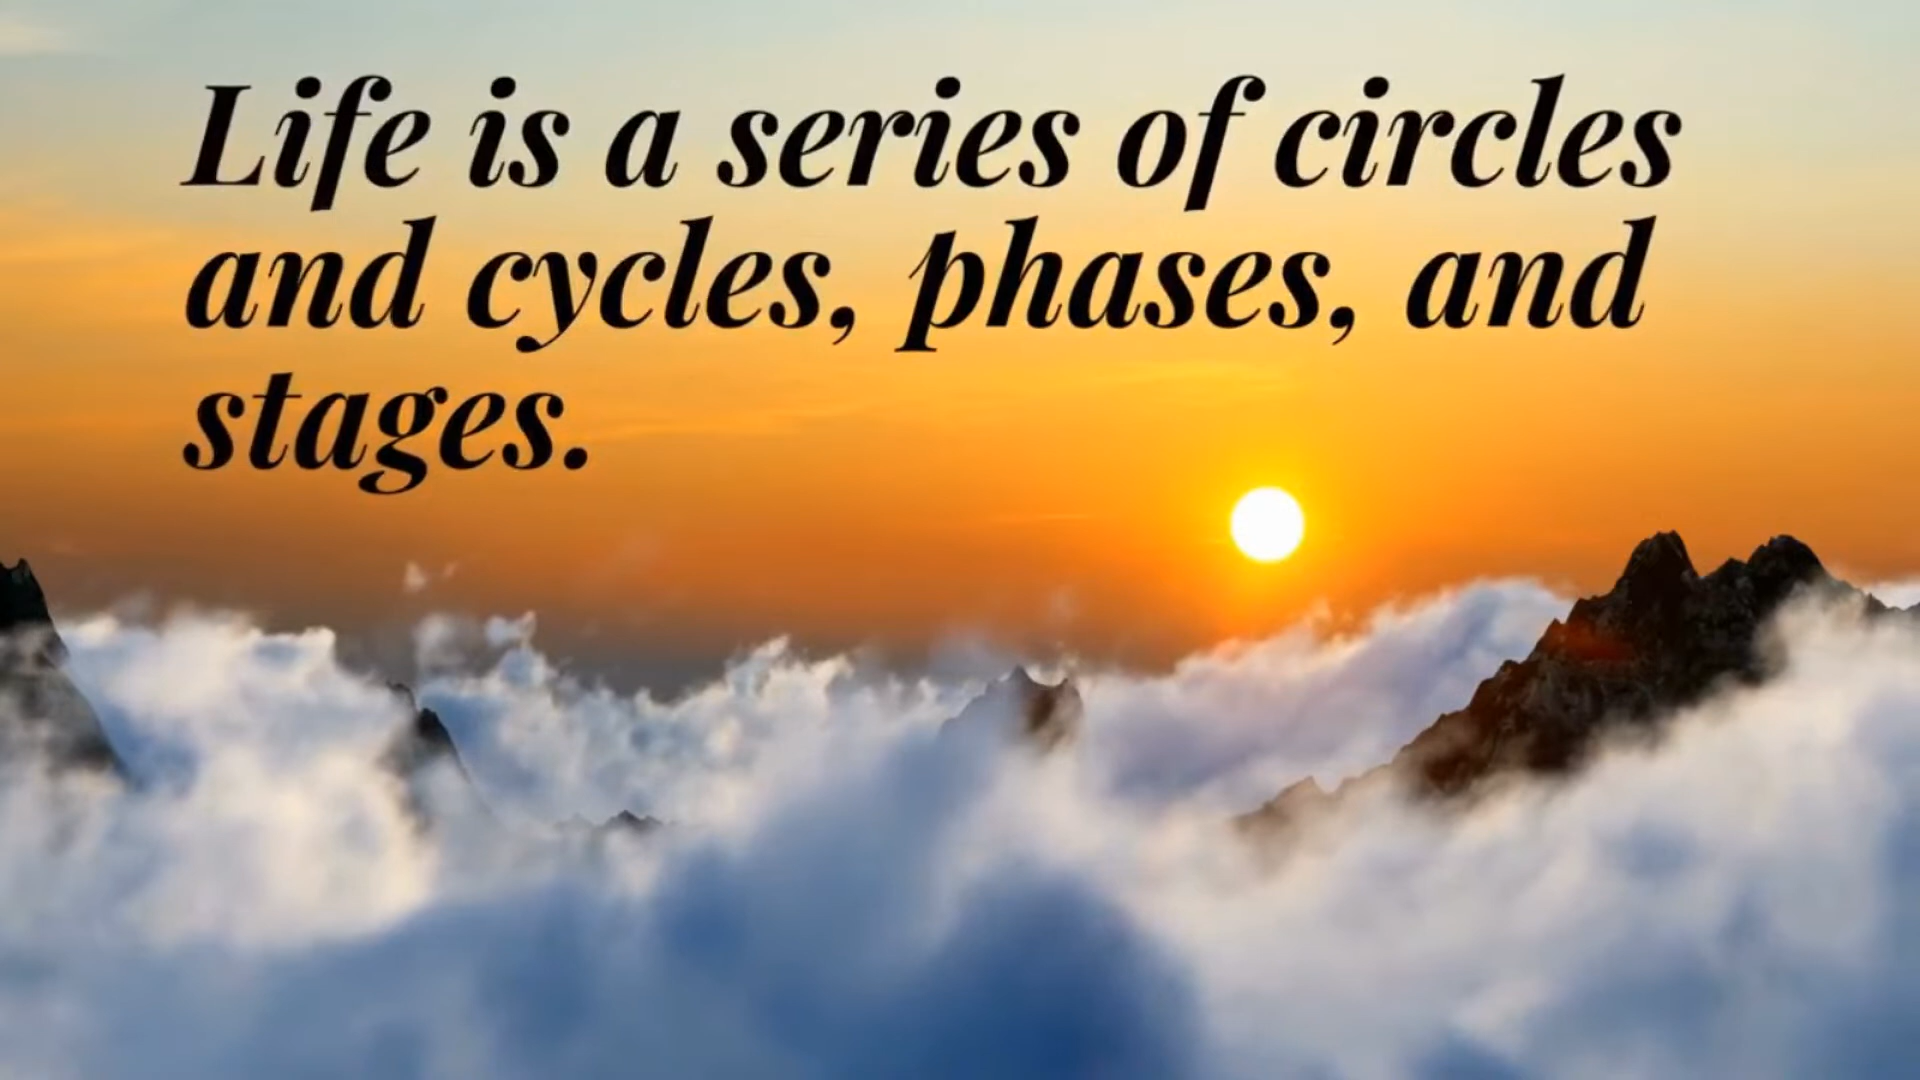 Life is a series of circles
and cycles, phases, and
stages.